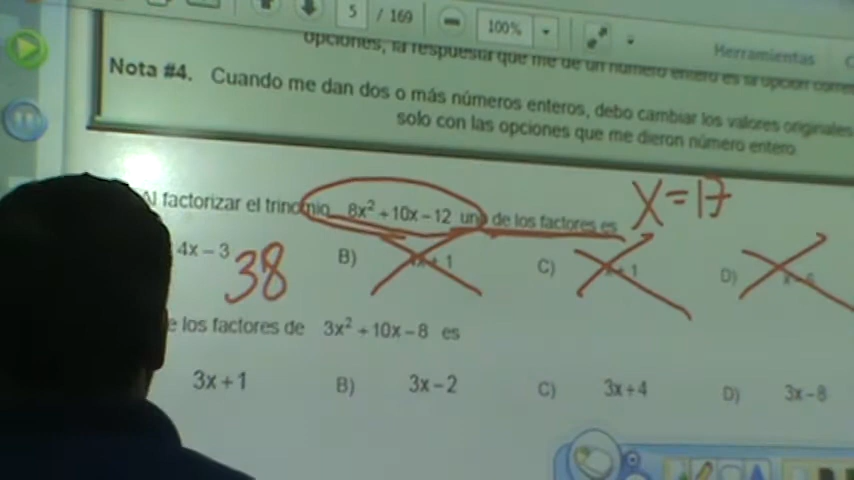 5 / 169 100%
Herramientas
opciones, la respuesta que me de un número entero es la opción
Nota #4. Cuando me dan dos o más números enteros, debo cambiar los valores originales
solo con las opciones que me dieron número entero
Al factorizar el trinomio 8x² + 10x – 12 uno de los factores es
x = 17
4x – 3 38 B) C) D)
e los factores de 3x² + 10x – 8 es
3x + 1 B) 3x – 2 C) 3x + 4 D) 3x – 8